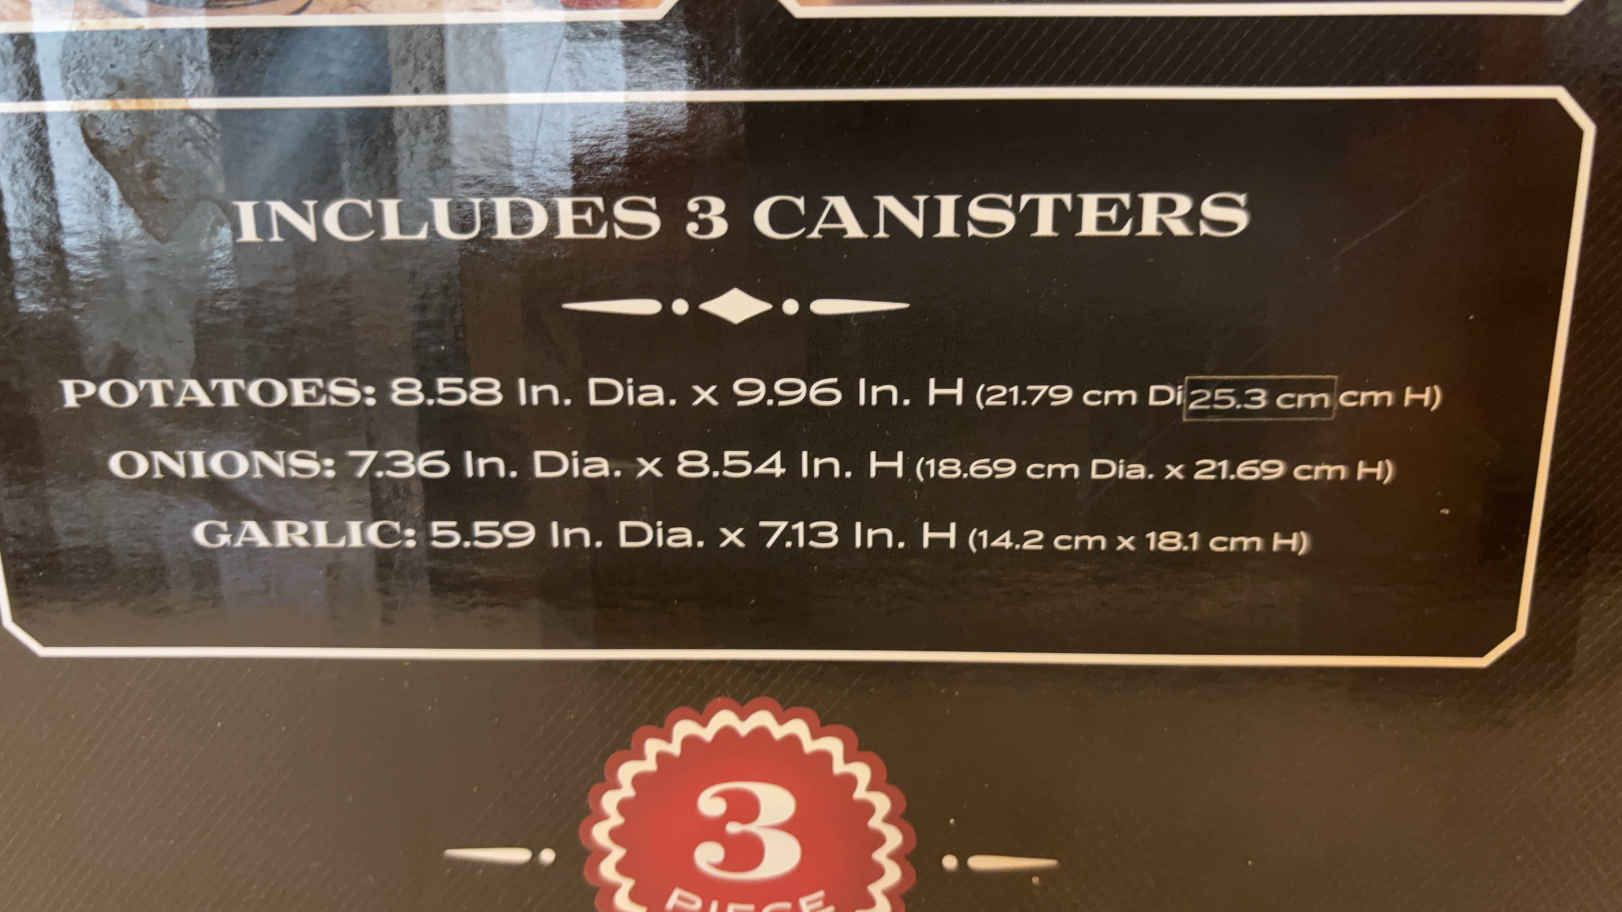 INCLUDES 3 CANISTERS
POTATOES: 8.58 In. Dia. x 9.96 In. H (21.79 cm Di 25.3 cm cm H)
ONIONS: 7.36 In. Dia. x 8.54 In. H (18.69 cm Dia. x 21.69 cm H)
GARLIC: 5.59 In. Dia. x 7.13 In. H (14.2 cm x 18.1 cm H)
3
PIECE